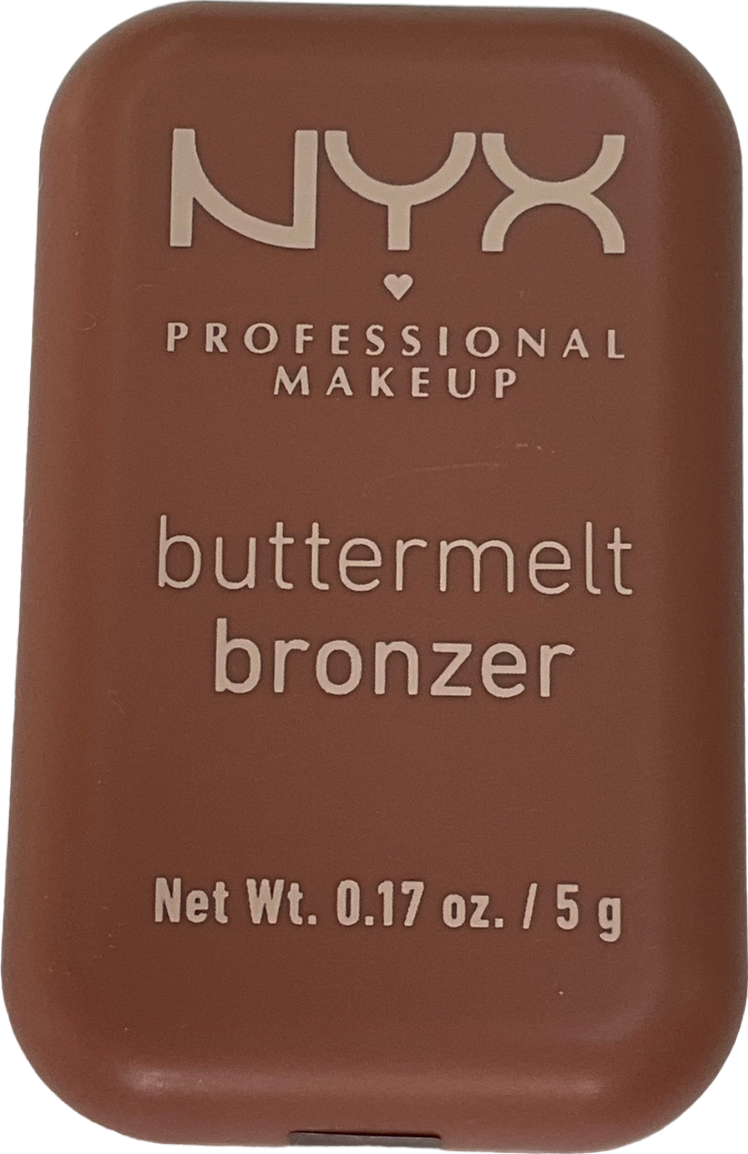 NYX
PROFESSIONAL
MAKEUP
buttermelt
bronzer
Net Wt. 0.17 oz. / 5 g